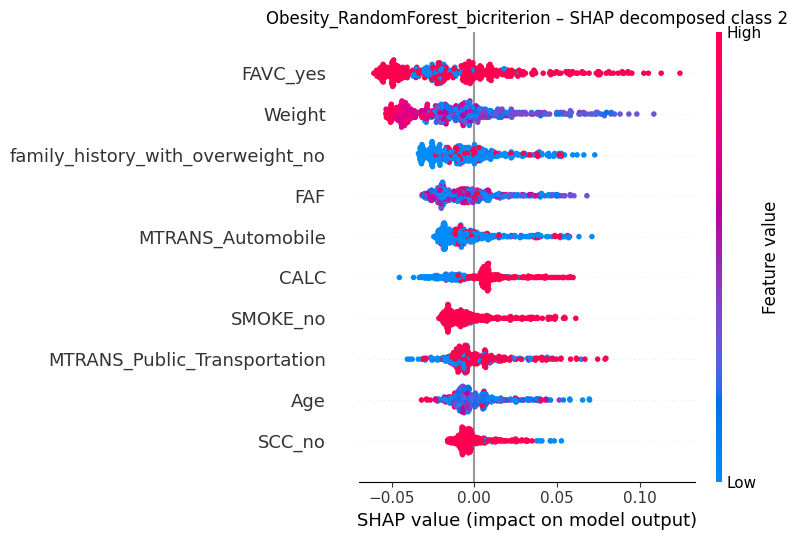 Obesity_RandomForest_bicriterion – SHAP decomposed class 2
High
FAVC_yes
Weight
family_history_with_overweight_no
FAF
MTRANS_Automobile
CALC
SMOKE_no
MTRANS_Public_Transportation
Age
SCC_no
Feature value
Low
−0.05 0.00 0.05 0.10
SHAP value (impact on model output)